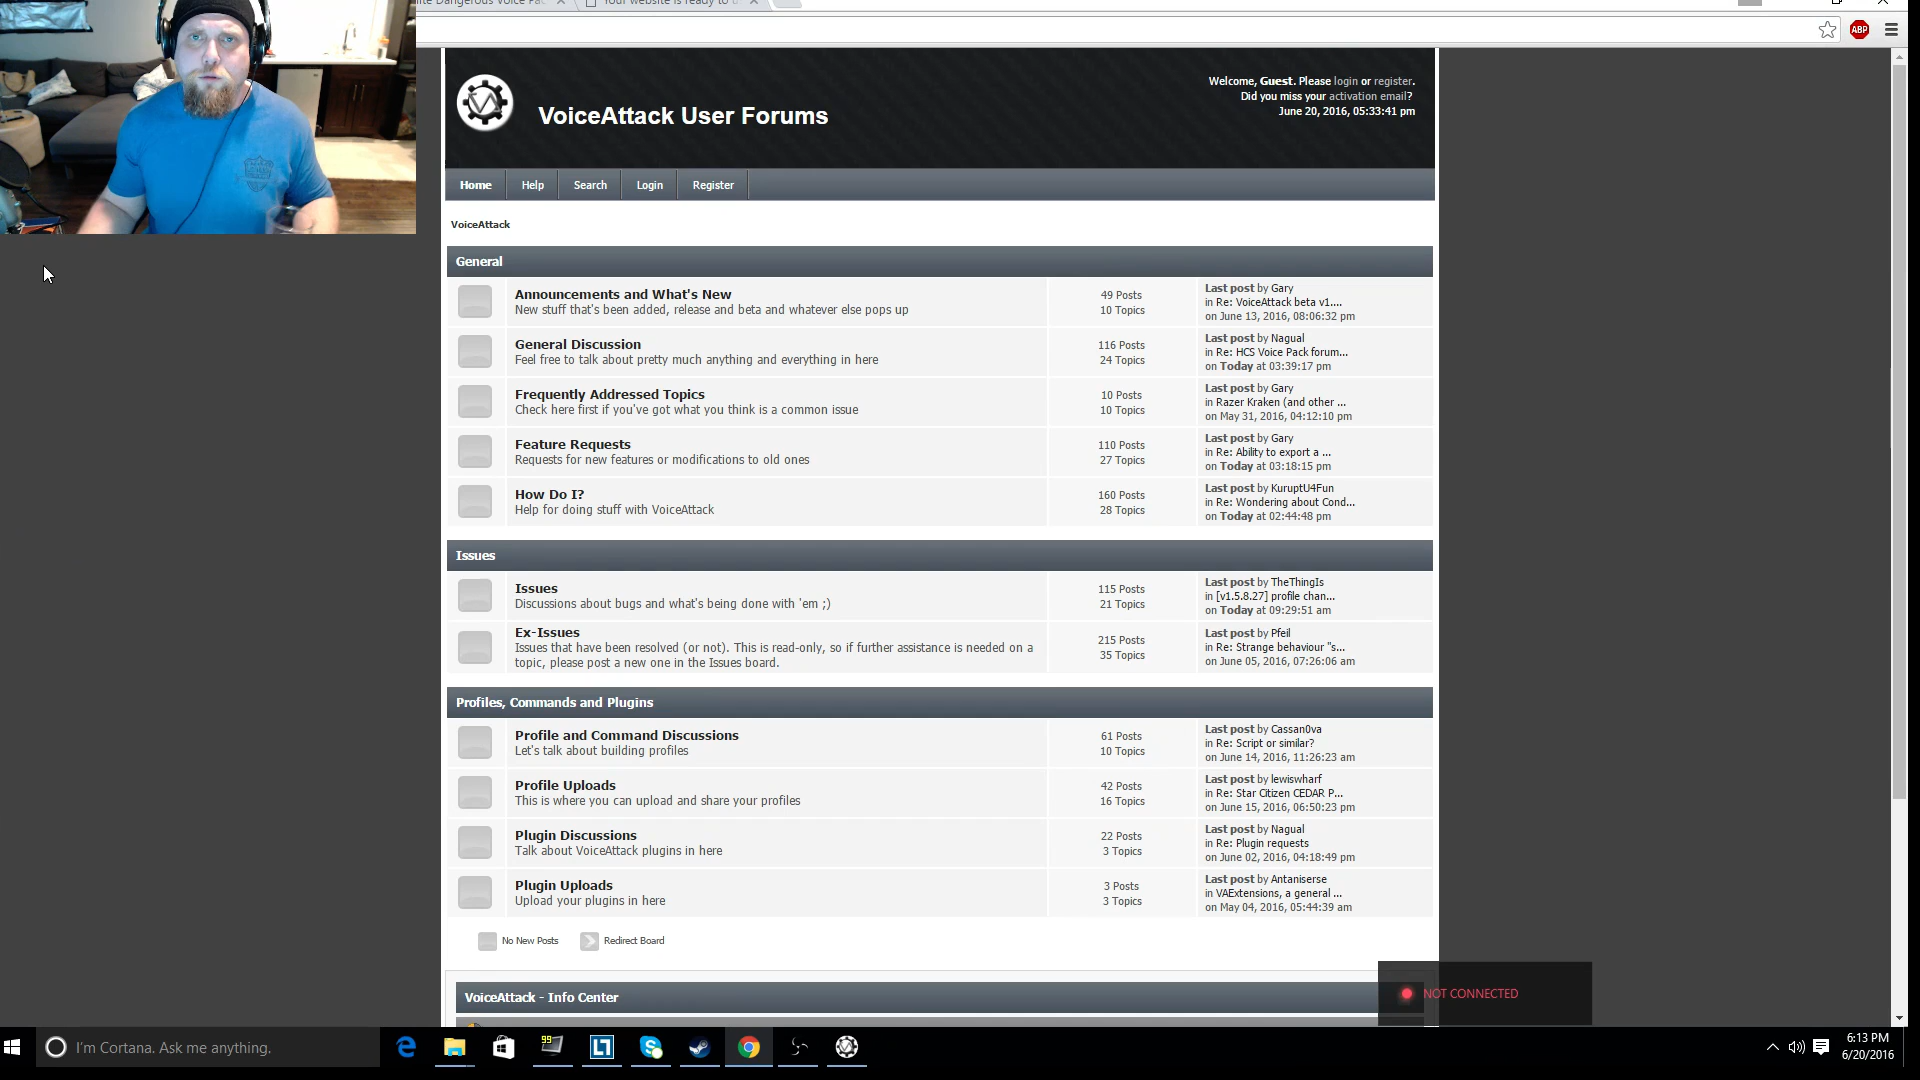 ite Dangerous Voice Pac
Your website is ready to
ABP
VoiceAttack User Forums
Welcome, Guest. Please login or register.
Did you miss your activation email?
June 20, 2016, 05:33:41 pm
Home Help Search Login Register
VoiceAttack
General
Announcements and What's New
New stuff that's been added, release and beta and whatever else pops up
49 Posts
10 Topics
Last post by Gary
in Re: VoiceAttack beta v1....
on June 13, 2016, 08:06:32 pm
General Discussion
Feel free to talk about pretty much anything and everything in here
116 Posts
24 Topics
Last post by Nagual
in Re: HCS Voice Pack forum...
on Today at 03:39:17 pm
Frequently Addressed Topics
Check here first if you've got what you think is a common issue
10 Posts
10 Topics
Last post by Gary
in Razer Kraken (and other ...
on May 31, 2016, 04:12:10 pm
Feature Requests
Requests for new features or modifications to old ones
110 Posts
27 Topics
Last post by Gary
in Re: Ability to export a ...
on Today at 03:18:15 pm
How Do I?
Help for doing stuff with VoiceAttack
160 Posts
28 Topics
Last post by KuruptU4Fun
in Re: Wondering about Cond...
on Today at 02:44:48 pm
Issues
Issues
Discussions about bugs and what's being done with 'em ;)
115 Posts
21 Topics
Last post by TheThingIs
in [v1.5.8.27] profile chan...
on Today at 09:29:51 am
Ex-Issues
Issues that have been resolved (or not). This is read-only, so if further assistance is needed on a
topic, please post a new one in the Issues board.
215 Posts
35 Topics
Last post by Pfeil
in Re: Strange behaviour "s...
on June 05, 2016, 07:26:06 am
Profiles, Commands and Plugins
Profile and Command Discussions
Let's talk about building profiles
61 Posts
10 Topics
Last post by Cassan0va
in Re: Script or similar?
on June 14, 2016, 11:26:23 am
Profile Uploads
This is where you can upload and share your profiles
42 Posts
16 Topics
Last post by lewiswharf
in Re: Star Citizen CEDAR P...
on June 15, 2016, 06:50:23 pm
Plugin Discussions
Talk about VoiceAttack plugins in here
22 Posts
3 Topics
Last post by Nagual
in Re: Plugin requests
on June 02, 2016, 04:18:49 pm
Plugin Uploads
Upload your plugins in here
3 Posts
3 Topics
Last post by Antaniserse
in VAExtensions, a general ...
on May 04, 2016, 05:44:39 am
No New Posts Redirect Board
VoiceAttack - Info Center
NOT CONNECTED
I'm Cortana. Ask me anything.
99
6:13 PM
6/20/2016